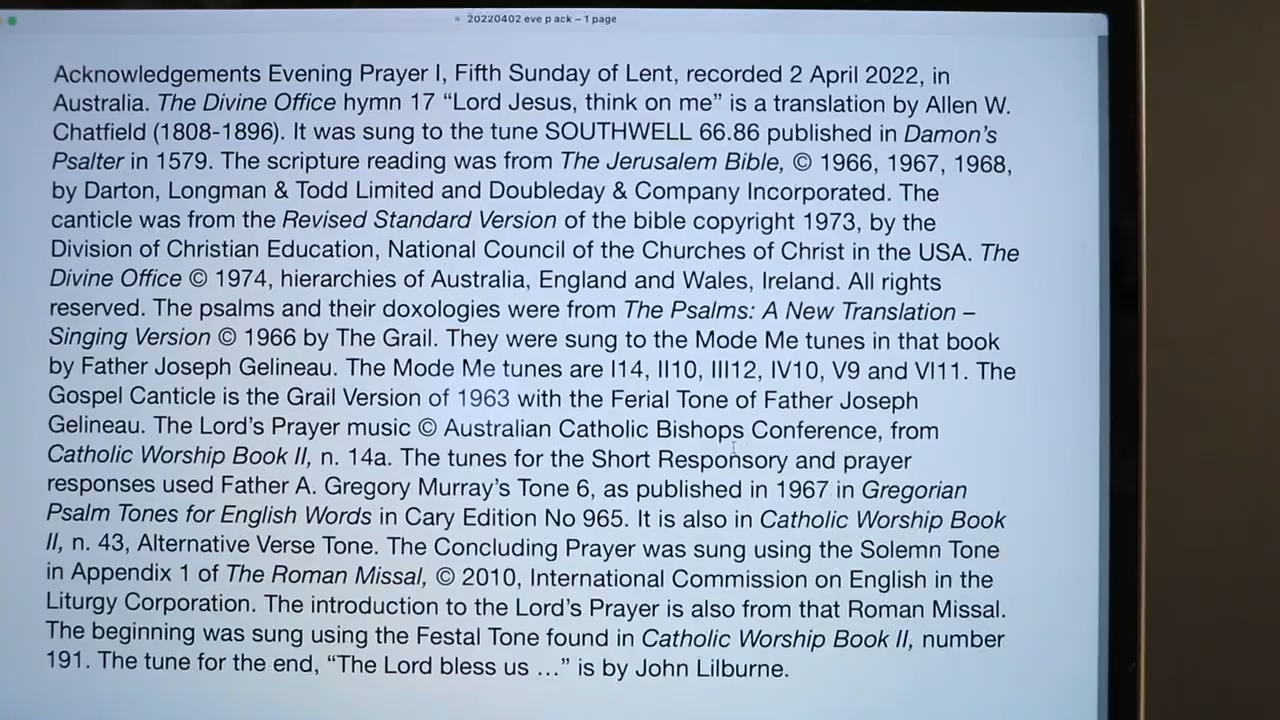 20220402 eve p ack – 1 page
Acknowledgements Evening Prayer I, Fifth Sunday of Lent, recorded 2 April 2022, in
Australia. The Divine Office hymn 17 “Lord Jesus, think on me” is a translation by Allen W.
Chatfield (1808-1896). It was sung to the tune SOUTHWELL 66.86 published in Damon’s
Psalter in 1579. The scripture reading was from The Jerusalem Bible, © 1966, 1967, 1968,
by Darton, Longman & Todd Limited and Doubleday & Company Incorporated. The
canticle was from the Revised Standard Version of the bible copyright 1973, by the
Division of Christian Education, National Council of the Churches of Christ in the USA. The
Divine Office © 1974, hierarchies of Australia, England and Wales, Ireland. All rights
reserved. The psalms and their doxologies were from The Psalms: A New Translation –
Singing Version © 1966 by The Grail. They were sung to the Mode Me tunes in that book
by Father Joseph Gelineau. The Mode Me tunes are I14, II10, III12, IV10, V9 and VI11. The
Gospel Canticle is the Grail Version of 1963 with the Ferial Tone of Father Joseph
Gelineau. The Lord’s Prayer music © Australian Catholic Bishops Conference, from
Catholic Worship Book II, n. 14a. The tunes for the Short Responsory and prayer
responses used Father A. Gregory Murray’s Tone 6, as published in 1967 in Gregorian
Psalm Tones for English Words in Cary Edition No 965. It is also in Catholic Worship Book
II, n. 43, Alternative Verse Tone. The Concluding Prayer was sung using the Solemn Tone
in Appendix 1 of The Roman Missal, © 2010, International Commission on English in the
Liturgy Corporation. The introduction to the Lord’s Prayer is also from that Roman Missal.
The beginning was sung using the Festal Tone found in Catholic Worship Book II, number
191. The tune for the end, “The Lord bless us …” is by John Lilburne.